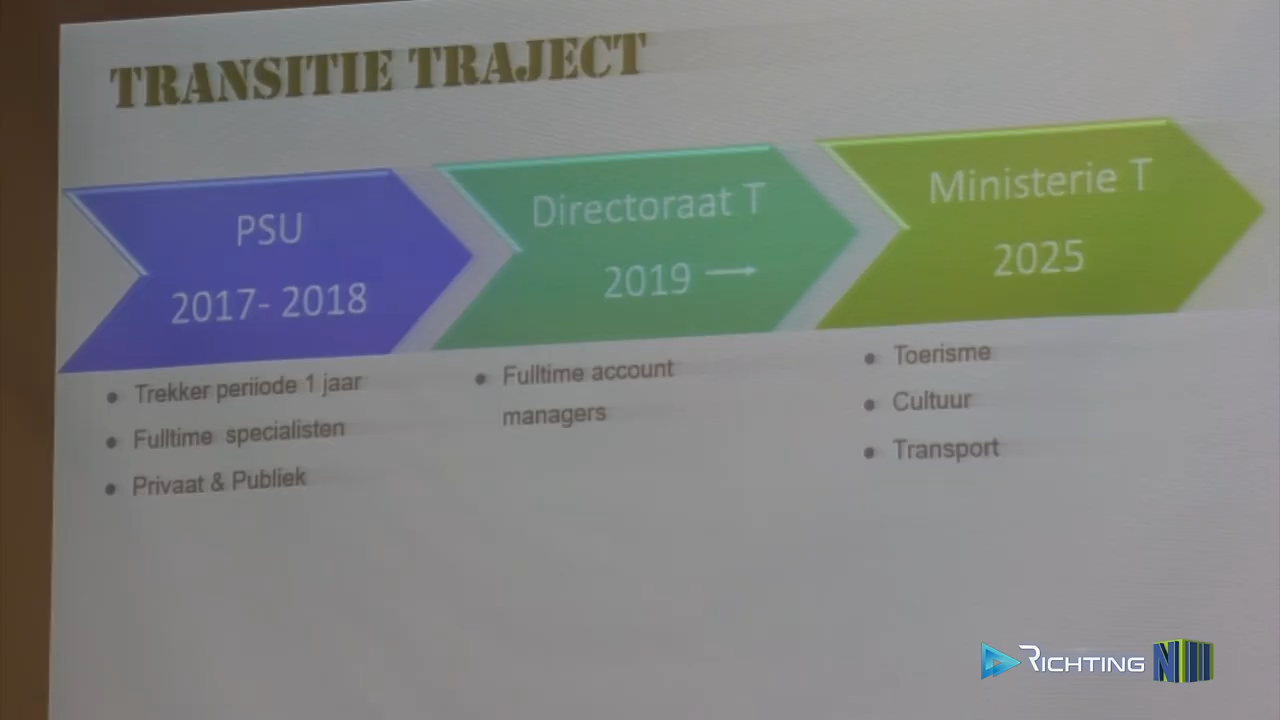 TRANSITIE TRAJECT
PSU
2017- 2018
Directoraat T
2019 →
Ministerie T
2025
• Trekker periiode 1 jaar
• Fulltime specialisten
• Privaat & Publiek
• Fulltime account
managers
• Toerisme
• Cultuur
• Transport
RICHTING N